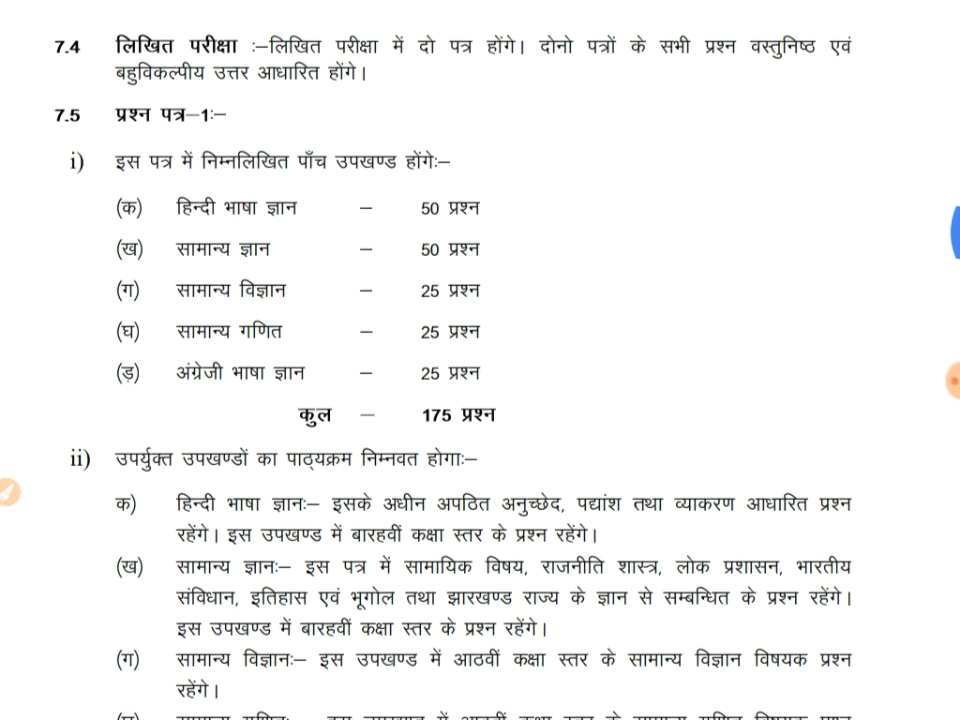 7.4 लिखित परीक्षा :–लिखित परीक्षा में दो पत्र होंगे। दोनो पत्रों के सभी प्रश्न वस्तुनिष्ठ एवं
बहुविकल्पीय उत्तर आधारित होंगे।
7.5 प्रश्न पत्र–1:–
i) इस पत्र में निम्नलिखित पाँच उपखण्ड होंगे:–
(क) हिन्दी भाषा ज्ञान – 50 प्रश्न
(ख) सामान्य ज्ञान – 50 प्रश्न
(ग) सामान्य विज्ञान – 25 प्रश्न
(घ) सामान्य गणित – 25 प्रश्न
(ड़) अंग्रेजी भाषा ज्ञान – 25 प्रश्न
कुल – 175 प्रश्न
ii) उपर्युक्त उपखण्डों का पाठ्यक्रम निम्नवत होगाः–
क) हिन्दी भाषा ज्ञानः– इसके अधीन अपठित अनुच्छेद, पद्यांश तथा व्याकरण आधारित प्रश्न
रहेंगे। इस उपखण्ड में बारहवीं कक्षा स्तर के प्रश्न रहेंगे।
(ख) सामान्य ज्ञानः– इस पत्र में सामायिक विषय, राजनीति शास्त्र, लोक प्रशासन, भारतीय
संविधान, इतिहास एवं भूगोल तथा झारखण्ड राज्य के ज्ञान से सम्बन्धित के प्रश्न रहेंगे।
इस उपखण्ड में बारहवीं कक्षा स्तर के प्रश्न रहेंगे।
(ग) सामान्य विज्ञानः– इस उपखण्ड में आठवीं कक्षा स्तर के सामान्य विज्ञान विषयक प्रश्न
रहेंगे।